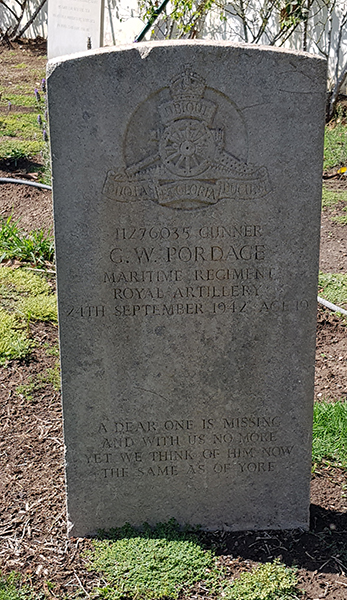 UBIQUE
QUO FAS ET GLORIA DUCUNT
11276035 GUNNER
G.W. PORDAGE
MARITIME REGIMENT
ROYAL ARTILLERY
24TH SEPTEMBER 1942 AGE 19
A DEAR ONE IS MISSING
AND WITH US NO MORE
YET WE THINK OF HIM NOW
THE SAME AS OF YORE